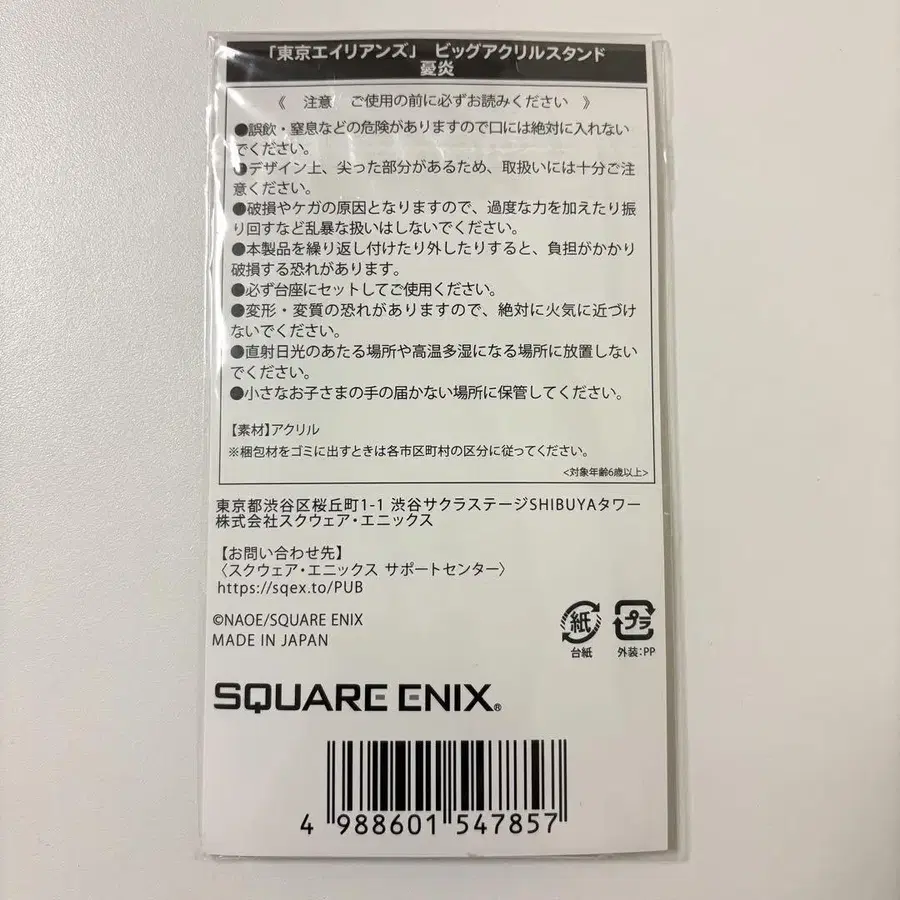 「東京エイリアンズ」 ビッグアクリルスタンド
憂炎
《 注意 ご使用の前に必ずお読みください 》
●誤飲・窒息などの危険がありますので口には絶対に入れない
でください。
●デザイン上、尖った部分があるため、取扱いには十分ご注
意ください。
●破損やケガの原因となりますので、過度な力を加えたり振
り回すなど乱暴な扱いはしないでください。
●本製品を繰り返し付けたり外したりすると、負担がかかり
破損する恐れがあります。
●必ず台座にセットしてご使用ください。
●変形・変質の恐れがありますので、絶対に火気に近づけ
ないでください。
●直射日光のあたる場所や高温多湿になる場所に放置しない
でください。
●小さなお子さまの手の届かない場所に保管してください。
【素材】アクリル
※梱包材をゴミに出すときは各市区町村の区分に従ってください。
<対象年齢6歳以上>
東京都渋谷区桜丘町1-1 渋谷サクラステージSHIBUYAタワー
株式会社スクウェア・エニックス
【お問い合わせ先】
〈スクウェア・エニックス サポートセンター〉
https://sqex.to/PUB
©NAOE/SQUARE ENIX
MADE IN JAPAN
紙
台紙
プラ
外装:PP
SQUARE ENIX®
4 988601 547857